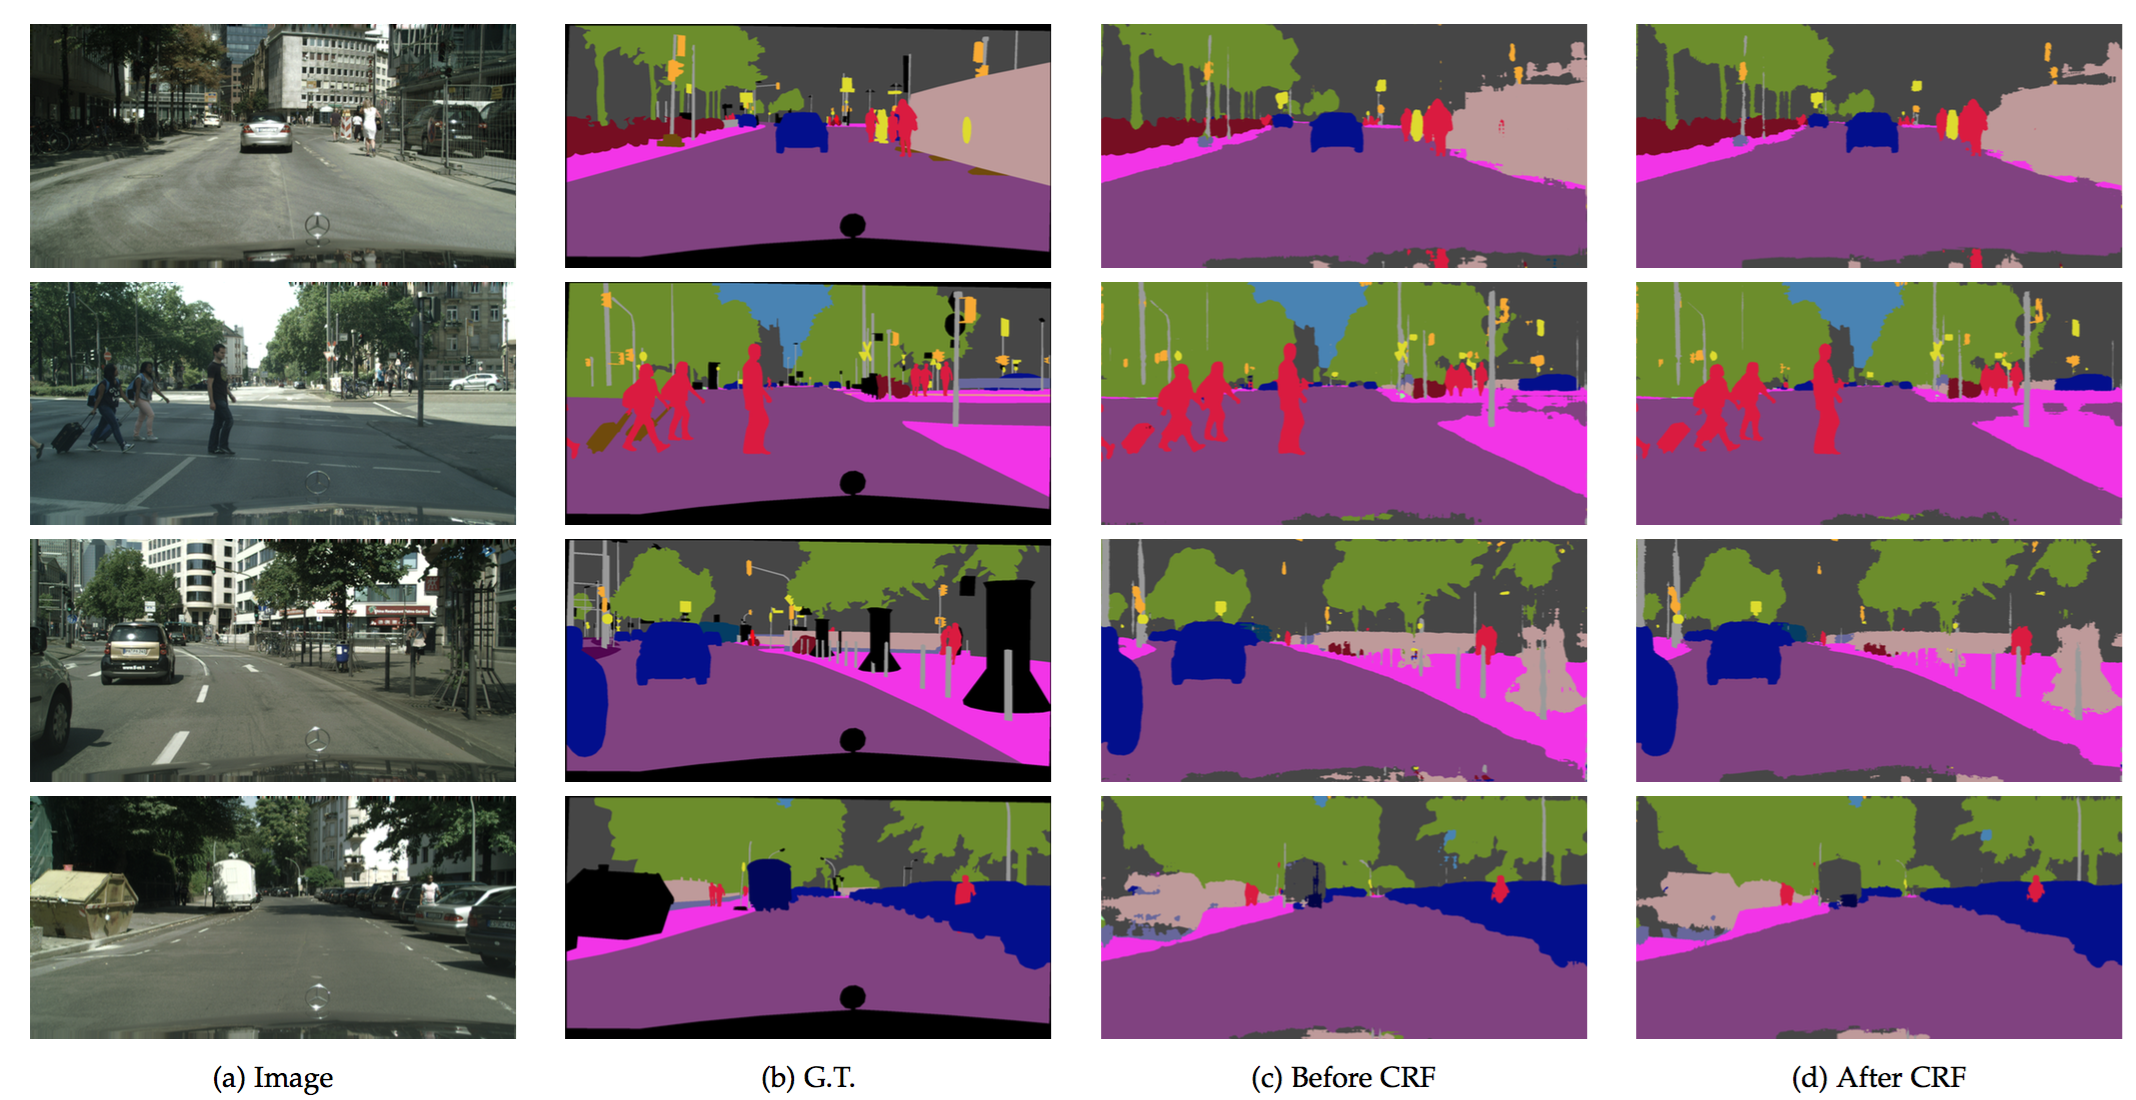 (a) Image
(b) G.T.
(c) Before CRF
(d) After CRF